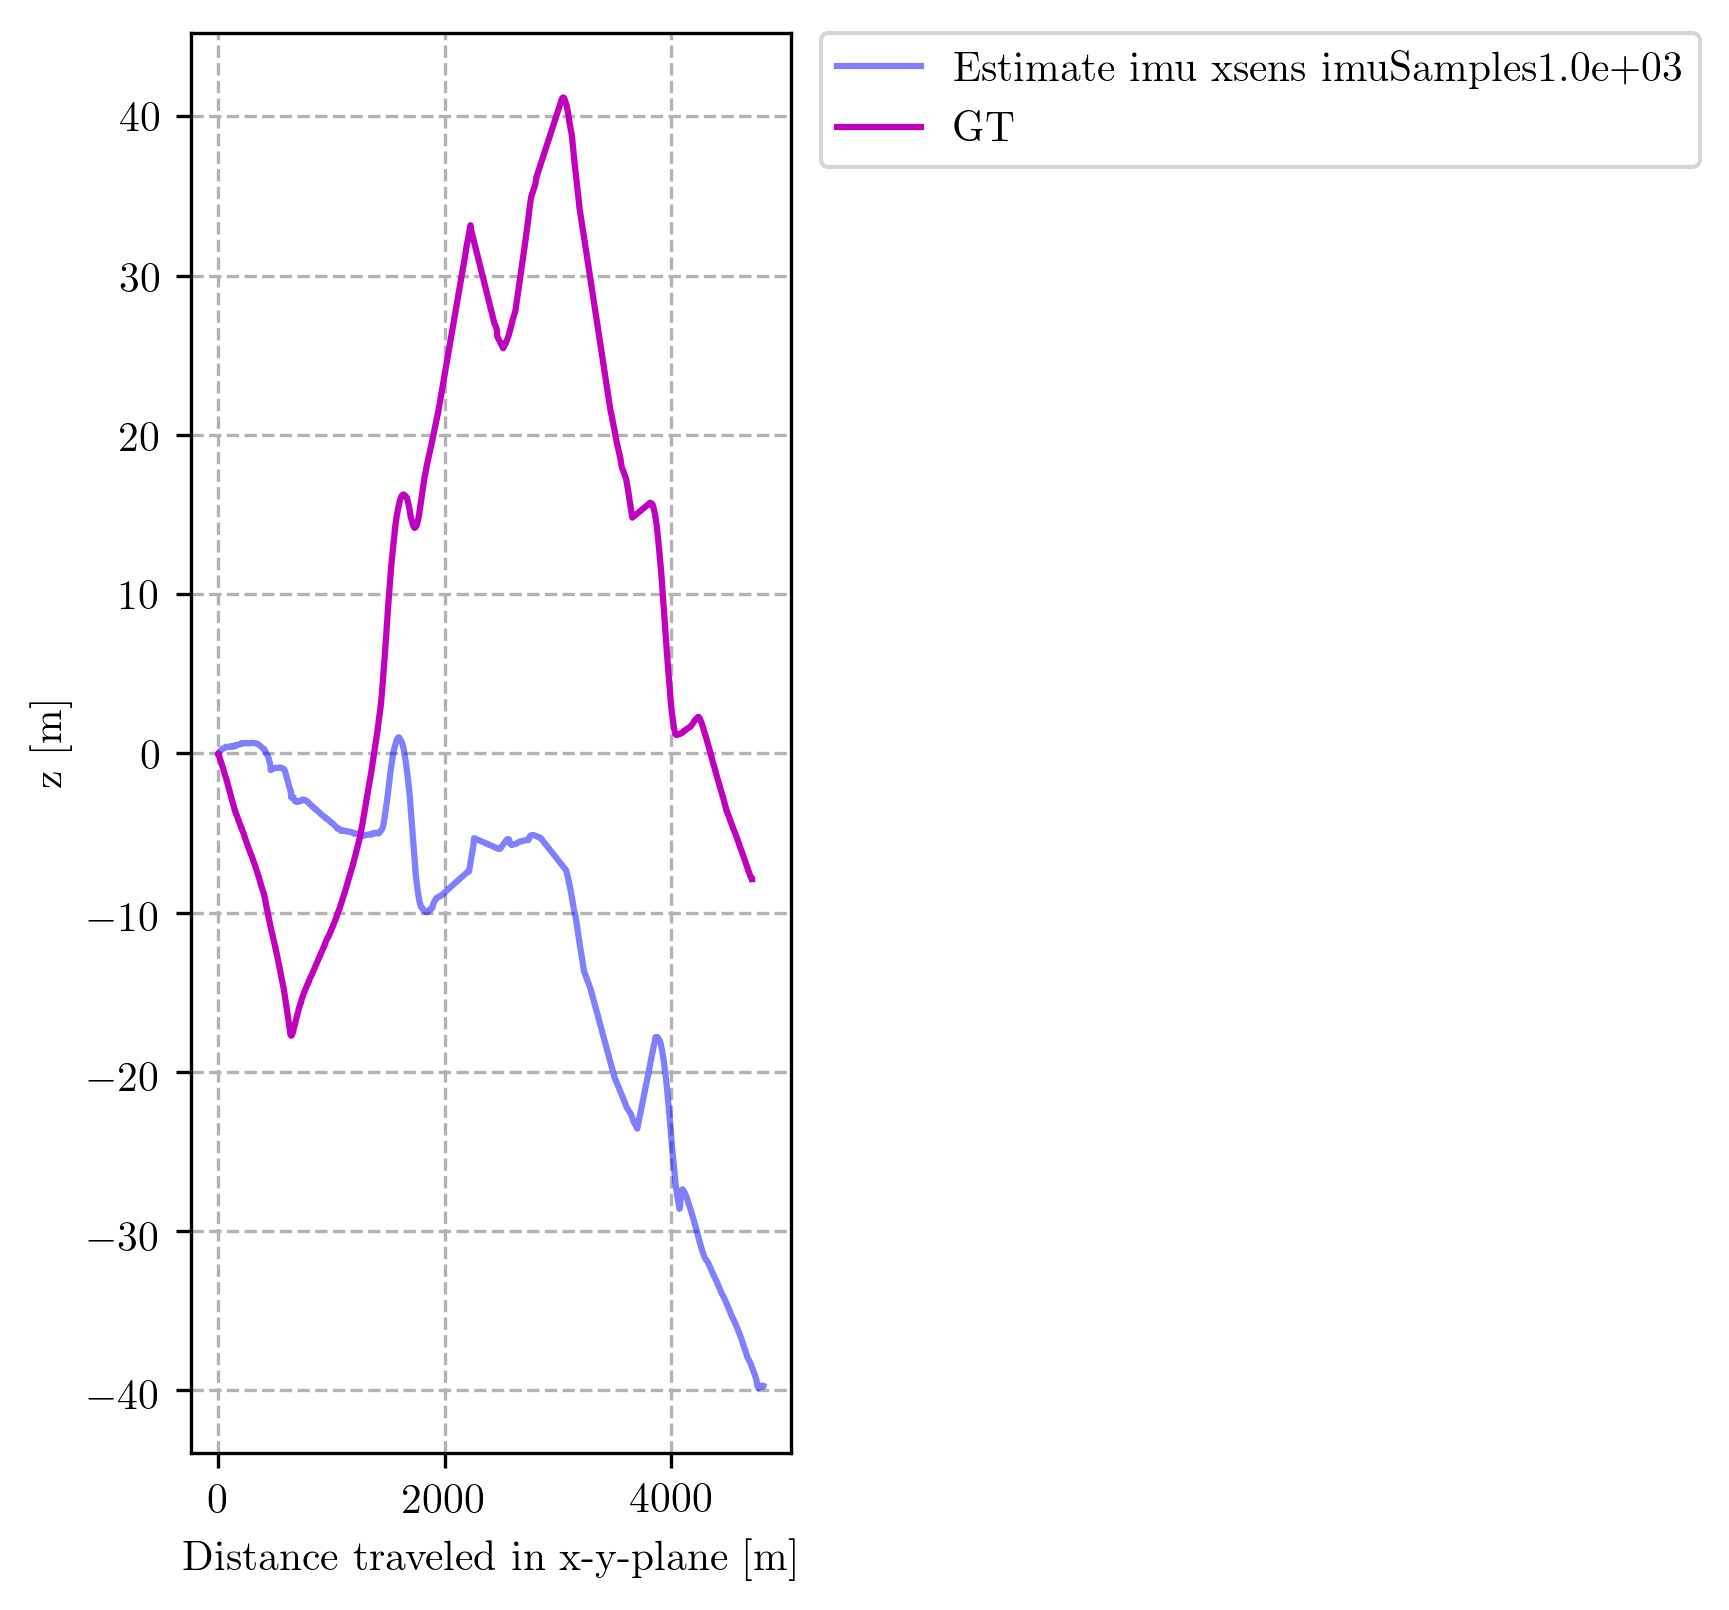 Estimate imu xsens imuSamples1.0e+03
GT
40
30
20
10
0
−10
−20
−30
−40
z [m]
0 2000 4000
Distance traveled in x-y-plane [m]